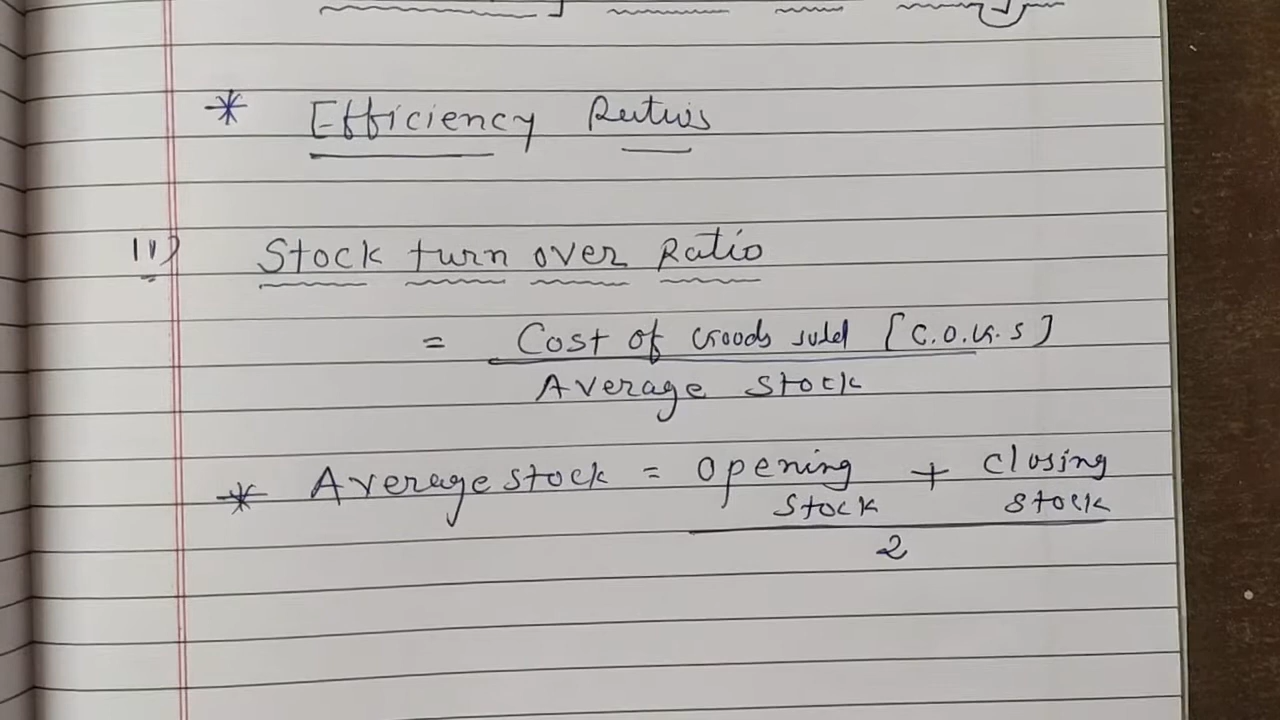 * Efficiency Ratios
11) Stock turn over Ratio
= Cost of Goods sold [C.O.G.S]
Average stock
* Average stock = opening stock + closing stock
2